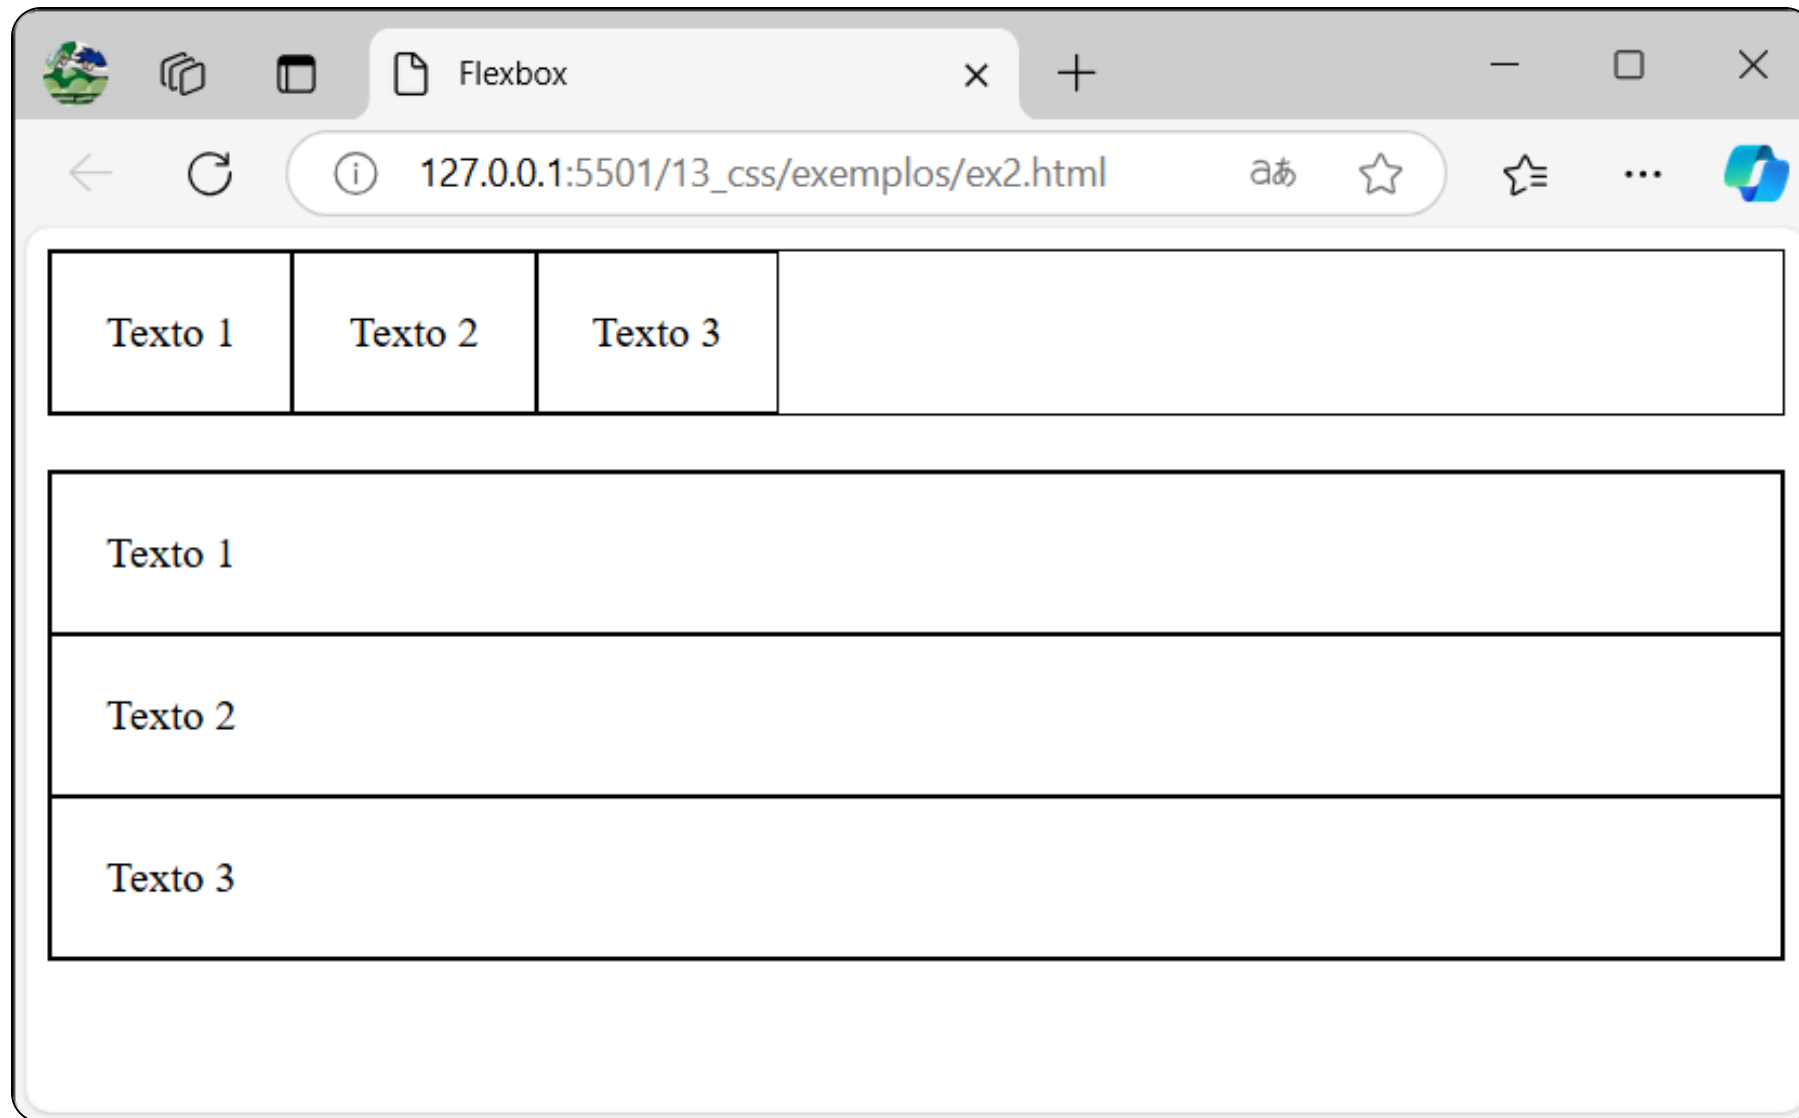 Flexbox
127.0.0.1:5501/13_css/exemplos/ex2.html aあ
Texto 1 Texto 2 Texto 3
Texto 1
Texto 2
Texto 3